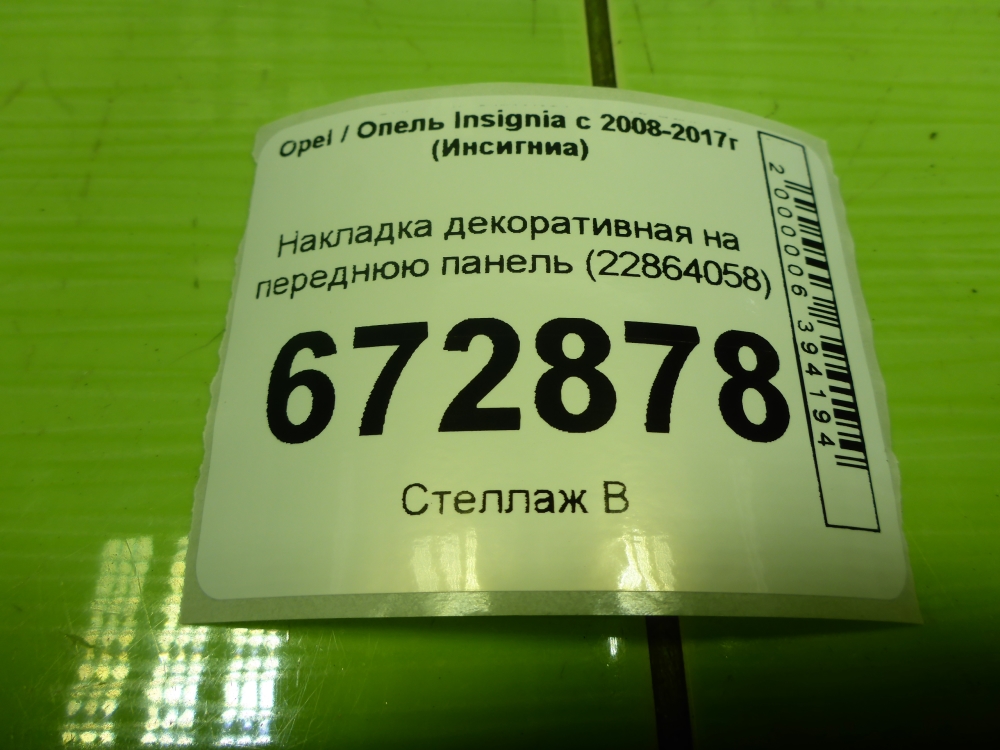 Opel / Опель Insignia с 2008-2017г
(Инсигниа)
Накладка декоративная на
переднюю панель (22864058)
672878
Стеллаж В
2000006394194